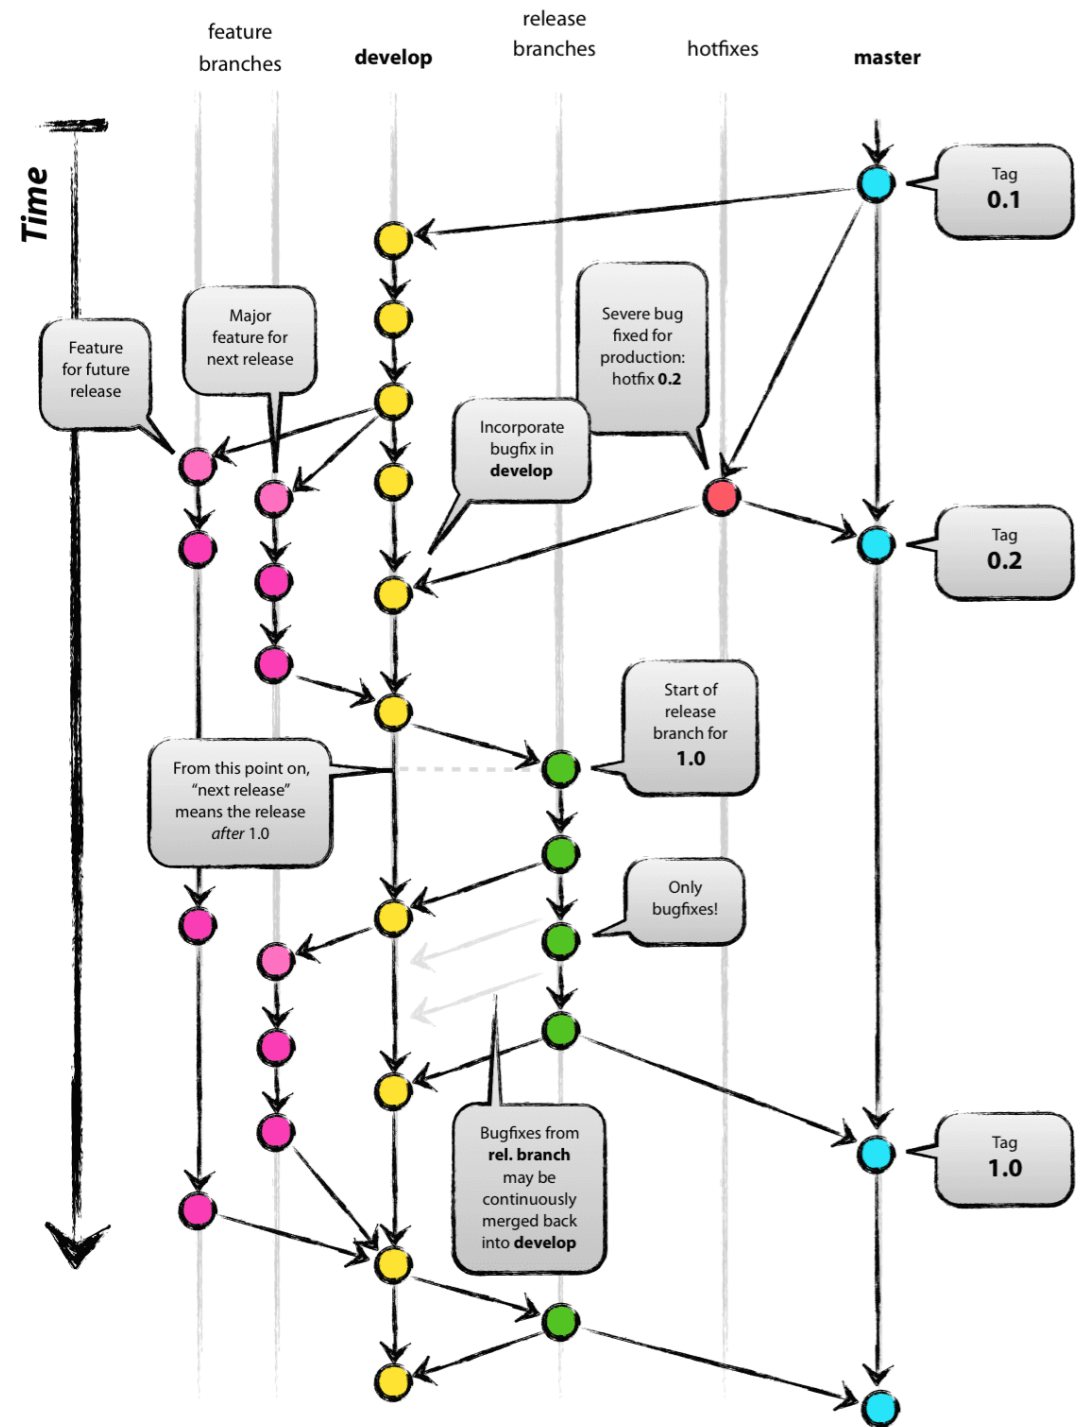 feature
branches
develop
release
branches
hotfixes
master
Time
Tag
0.1
Major
feature for
next release
Feature
for future
release
Severe bug
fixed for
production:
hotfix 0.2
Incorporate
bugfix in
develop
Tag
0.2
Start of
release
branch for
1.0
From this point on,
“next release”
means the release
after 1.0
Only
bugfixes!
Bugfixes from
rel. branch
may be
continuously
merged back
into develop
Tag
1.0